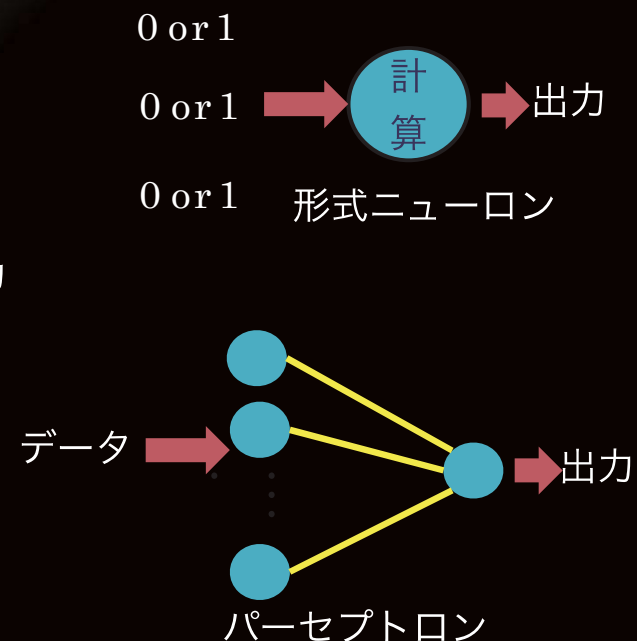 0 or 1
0 or 1
計
算
出力
0 or 1
形式ニューロン
データ
出力
パーセプトロン